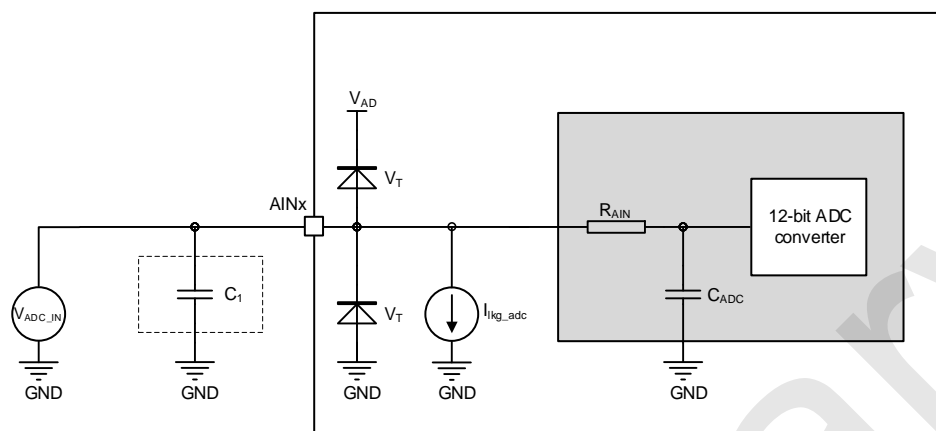 VAD
VT
AINx
RAIN
12-bit ADC
converter
C1
VADC_IN
VT
Ilkg_adc
CADC
GND
GND
GND
GND
GND